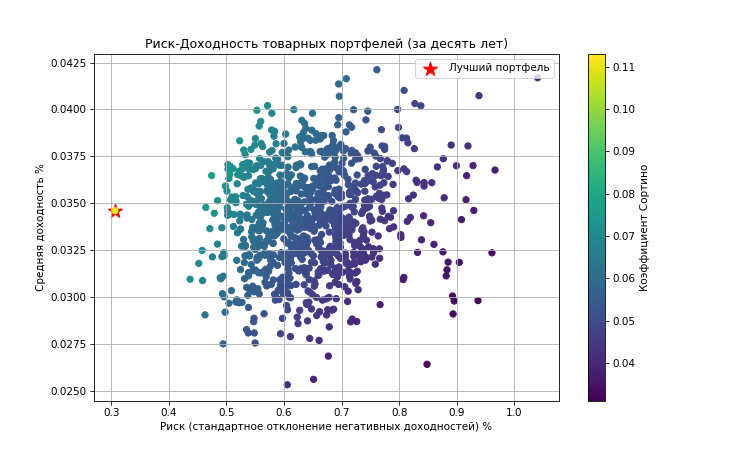 Риск-Доходность товарных портфелей (за десять лет)
Лучший портфель
Средняя доходность %
0.0425
0.0400
0.0375
0.0350
0.0325
0.0300
0.0275
0.0250
0.3 0.4 0.5 0.6 0.7 0.8 0.9 1.0
Риск (стандартное отклонение негативных доходностей) %
0.11
0.10
0.09
0.08
0.07
0.06
0.05
0.04
Коэффициент Сортино